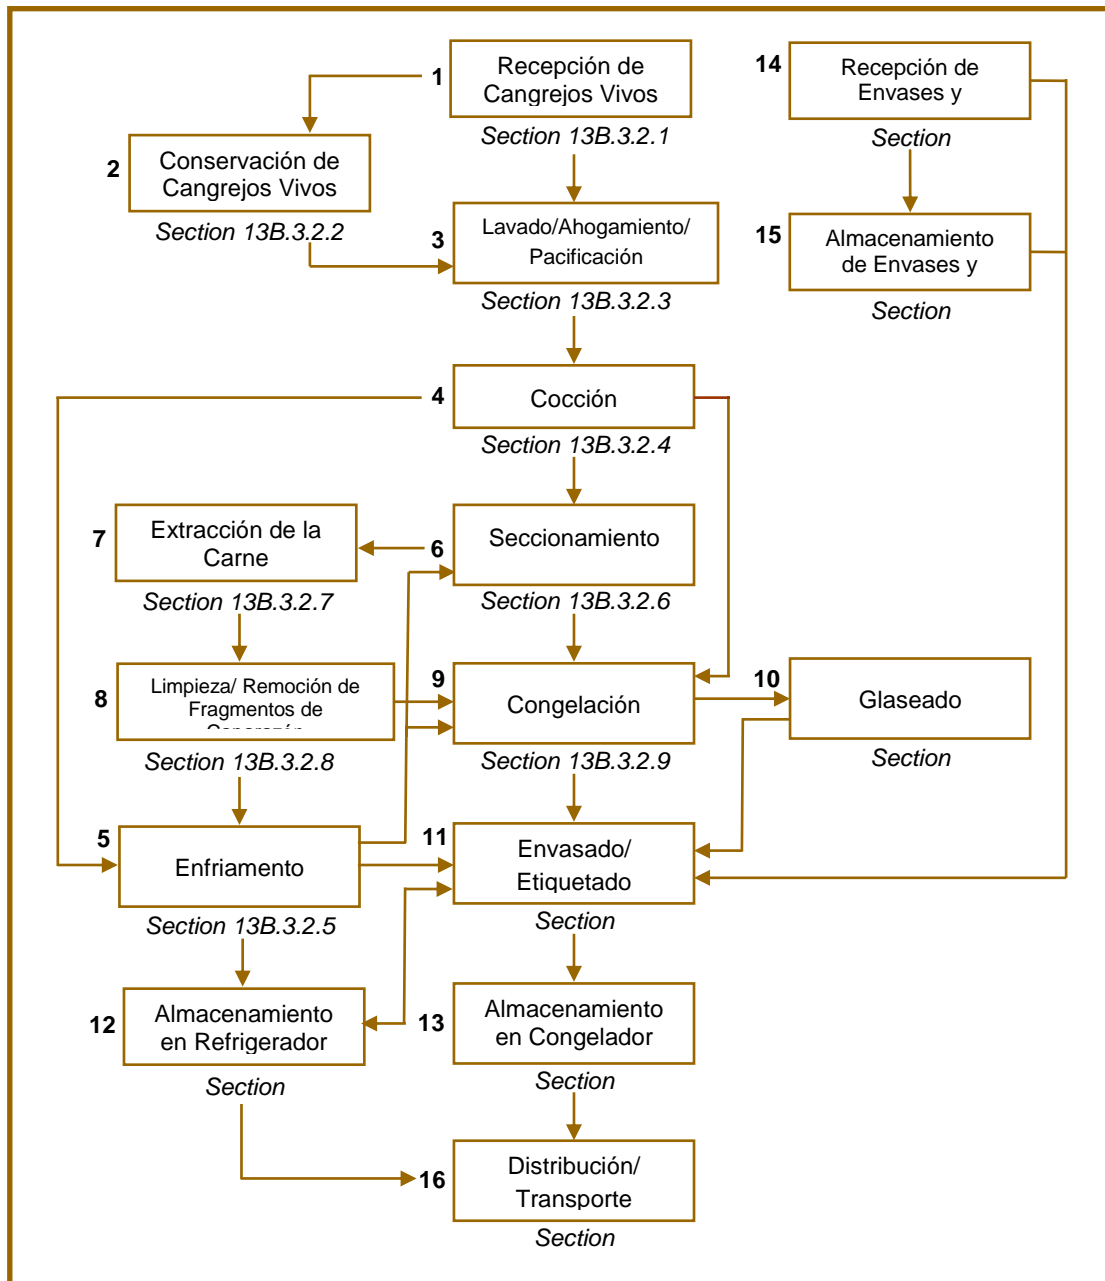 1
Recepción de
Cangrejos Vivos
Section 13B.3.2.1
14
Recepción de
Envases y
Section
2
Conservación de
Cangrejos Vivos
Section 13B.3.2.2
3
Lavado/Ahogamiento/
Pacificación
Section 13B.3.2.3
15
Almacenamiento
de Envases y
Section
4
Cocción
Section 13B.3.2.4
7
Extracción de la
Carne
Section 13B.3.2.7
6
Seccionamiento
Section 13B.3.2.6
8
Limpieza/ Remoción de
Fragmentos de
Section 13B.3.2.8
9
Congelación
Section 13B.3.2.9
10
Glaseado
Section
5
Enfriamento
Section 13B.3.2.5
11
Envasado/
Etiquetado
Section
12
Almacenamiento
en Refrigerador
Section
13
Almacenamiento
en Congelador
Section
16
Distribución/
Transporte
Section